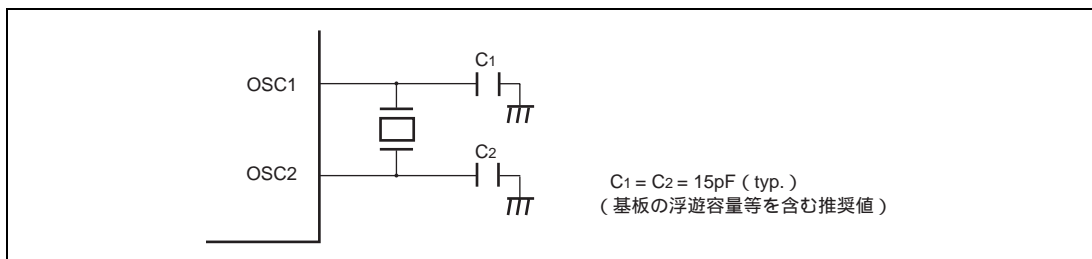 OSC1
C1
OSC2
C2
C1 = C2 = 15pF ( typ. )
( 基板の浮遊容量等を含む推奨値 )